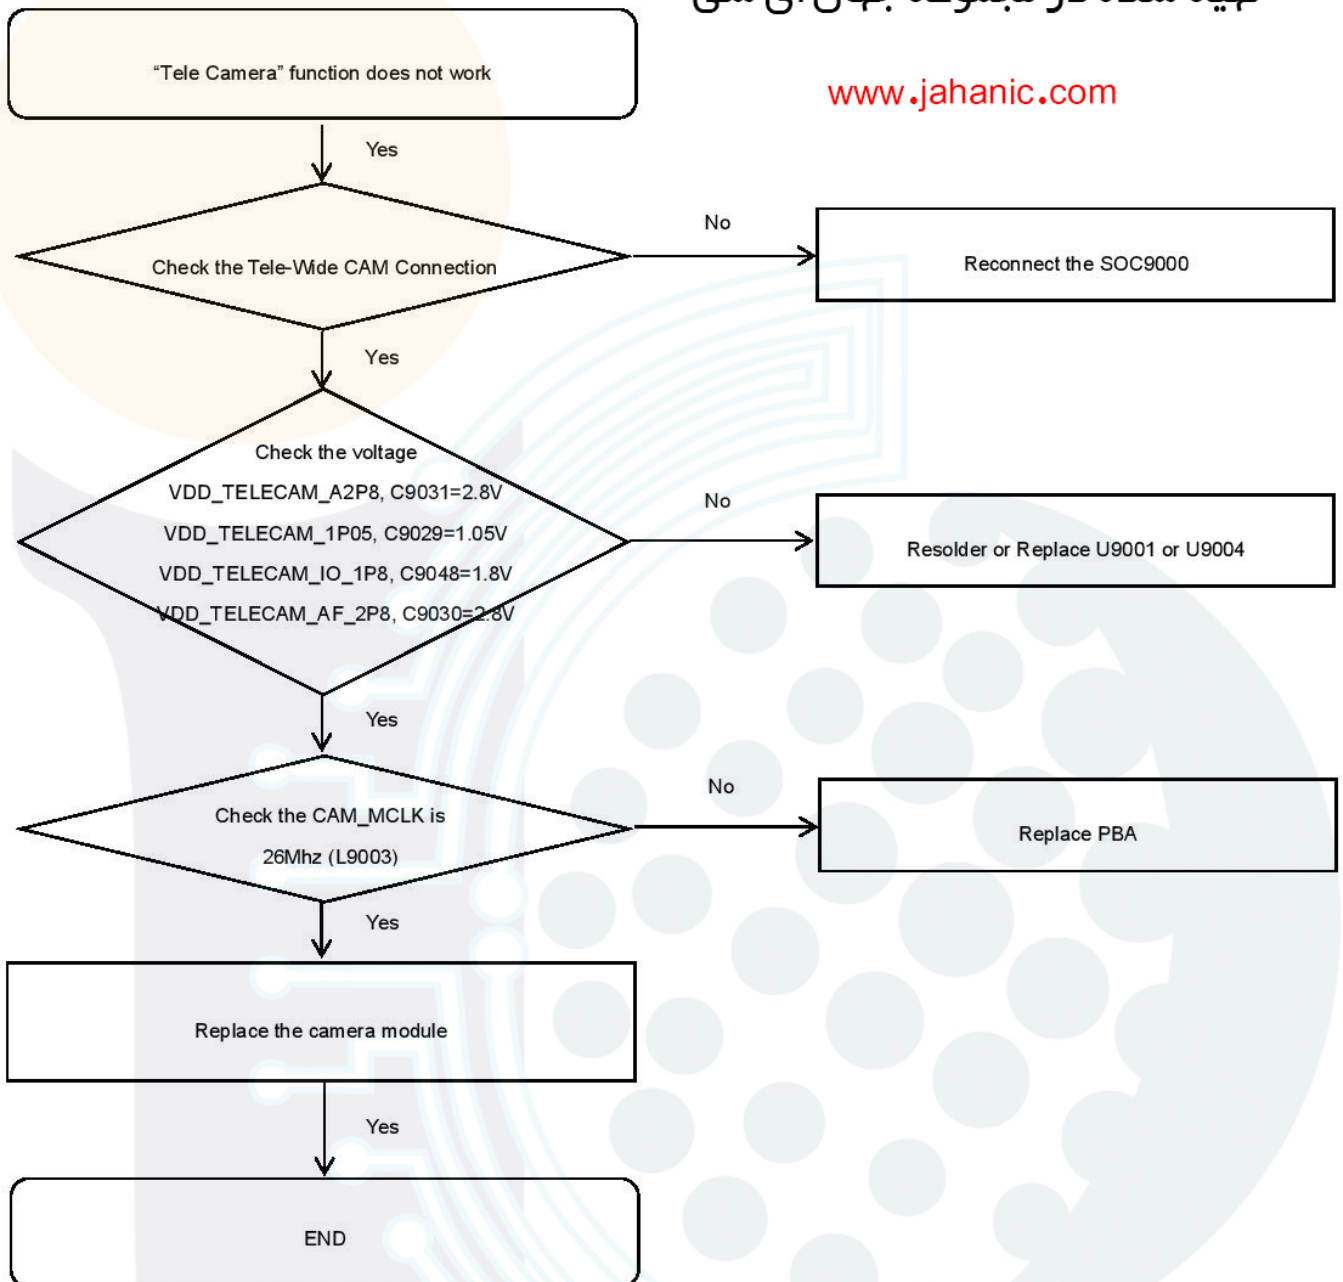 www.jahanic.com
“Tele Camera” function does not work
Yes
Check the Tele-Wide CAM Connection
No
Reconnect the SOC9000
Yes
Check the voltage
VDD_TELECAM_A2P8, C9031=2.8V
VDD_TELECAM_1P05, C9029=1.05V
VDD_TELECAM_IO_1P8, C9048=1.8V
VDD_TELECAM_AF_2P8, C9030=2.8V
No
Resolder or Replace U9001 or U9004
Yes
Check the CAM_MCLK is
26Mhz (L9003)
No
Replace PBA
Yes
Replace the camera module
Yes
END